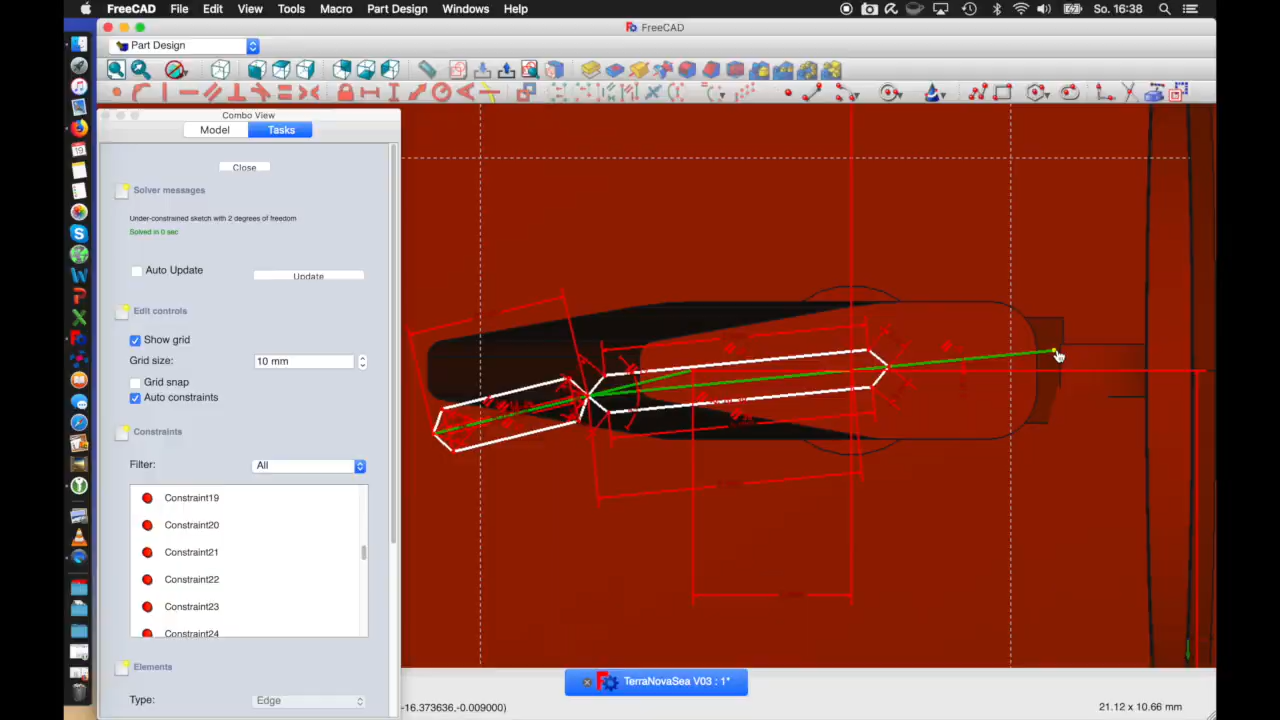 FreeCAD File Edit View Tools Macro Part Design Windows Help So. 16:38
FreeCAD
Part Design
Combo View
Model Tasks
Close
Solver messages
Under-constrained sketch with 2 degrees of freedom
Solved in 0 sec
Auto Update Update
Edit controls
Show grid
Grid size: 10 mm
Grid snap
Auto constraints
Constraints
Filter: All
Constraint19
Constraint20
Constraint21
Constraint22
Constraint23
Constraint24
Elements
Type: Edge
TerraNovaSea V03 : 1*
-16.373636,-0.009000)
21.12 x 10.66 mm